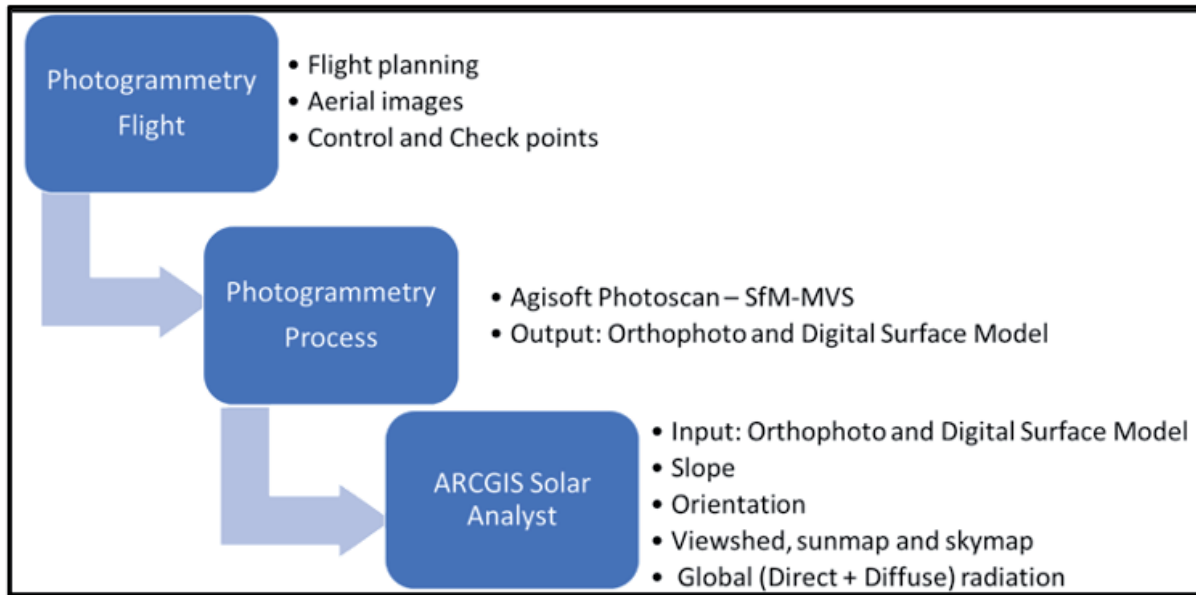 Photogrammetry
Flight
• Flight planning
• Aerial images
• Control and Check points
Photogrammetry
Process
• Agisoft Photoscan – SfM-MVS
• Output: Orthophoto and Digital Surface Model
ARCGIS Solar
Analyst
• Input: Orthophoto and Digital Surface Model
• Slope
• Orientation
• Viewshed, sunmap and skymap
• Global (Direct + Diffuse) radiation